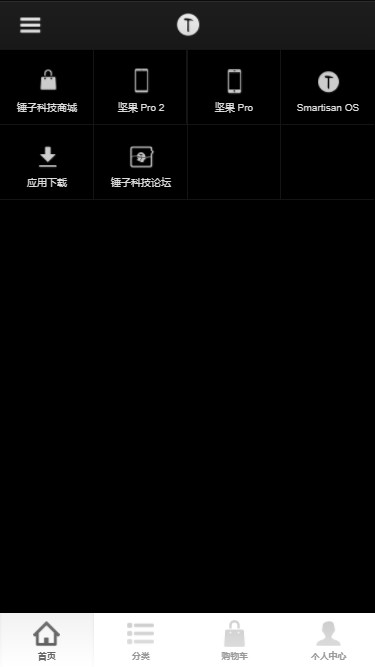 锤子科技商城
坚果 Pro 2
坚果 Pro
Smartisan OS
应用下载
锤子科技论坛
首页
分类
购物车
个人中心